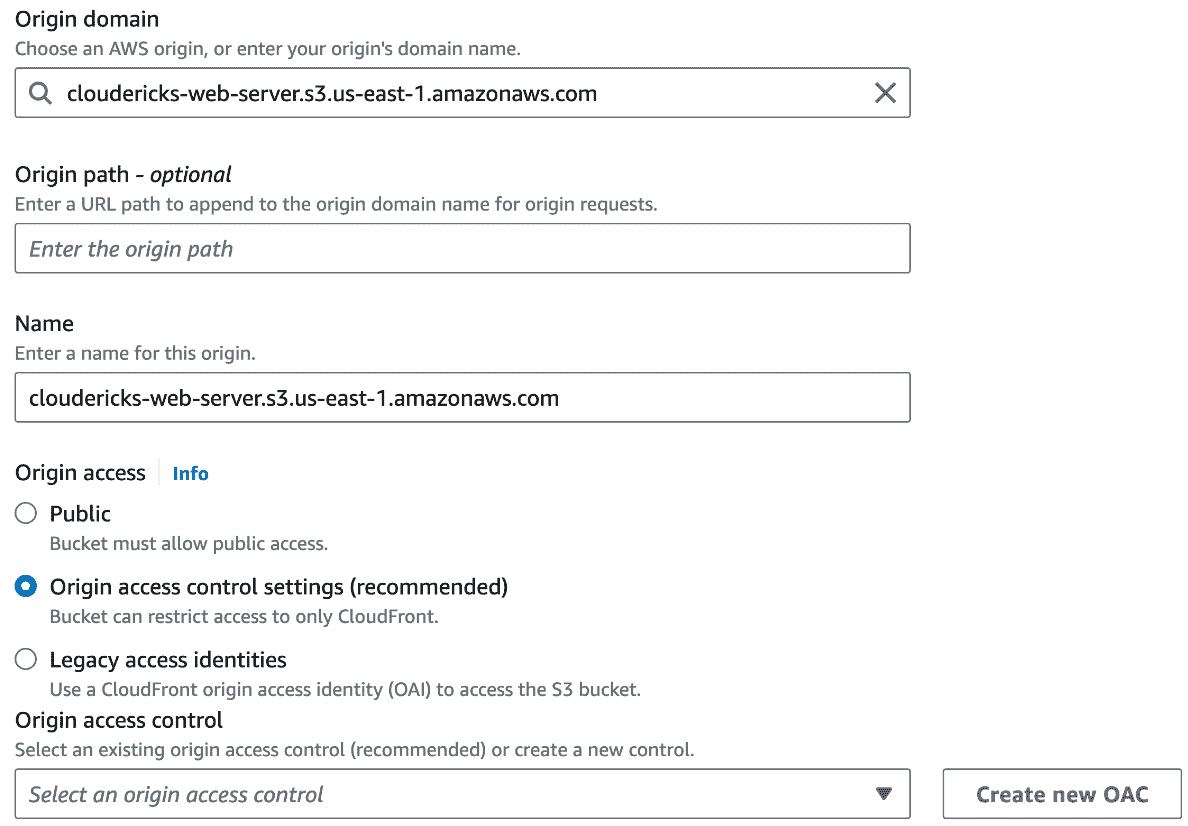 Origin domain
Choose an AWS origin, or enter your origin's domain name.
cloudericks-web-server.s3.us-east-1.amazonaws.com
Origin path - optional
Enter a URL path to append to the origin domain name for origin requests.
Enter the origin path
Name
Enter a name for this origin.
cloudericks-web-server.s3.us-east-1.amazonaws.com
Origin access Info
Public
Bucket must allow public access.
Origin access control settings (recommended)
Bucket can restrict access to only CloudFront.
Legacy access identities
Use a CloudFront origin access identity (OAI) to access the S3 bucket.
Origin access control
Select an existing origin access control (recommended) or create a new control.
Select an origin access control Create new OAC